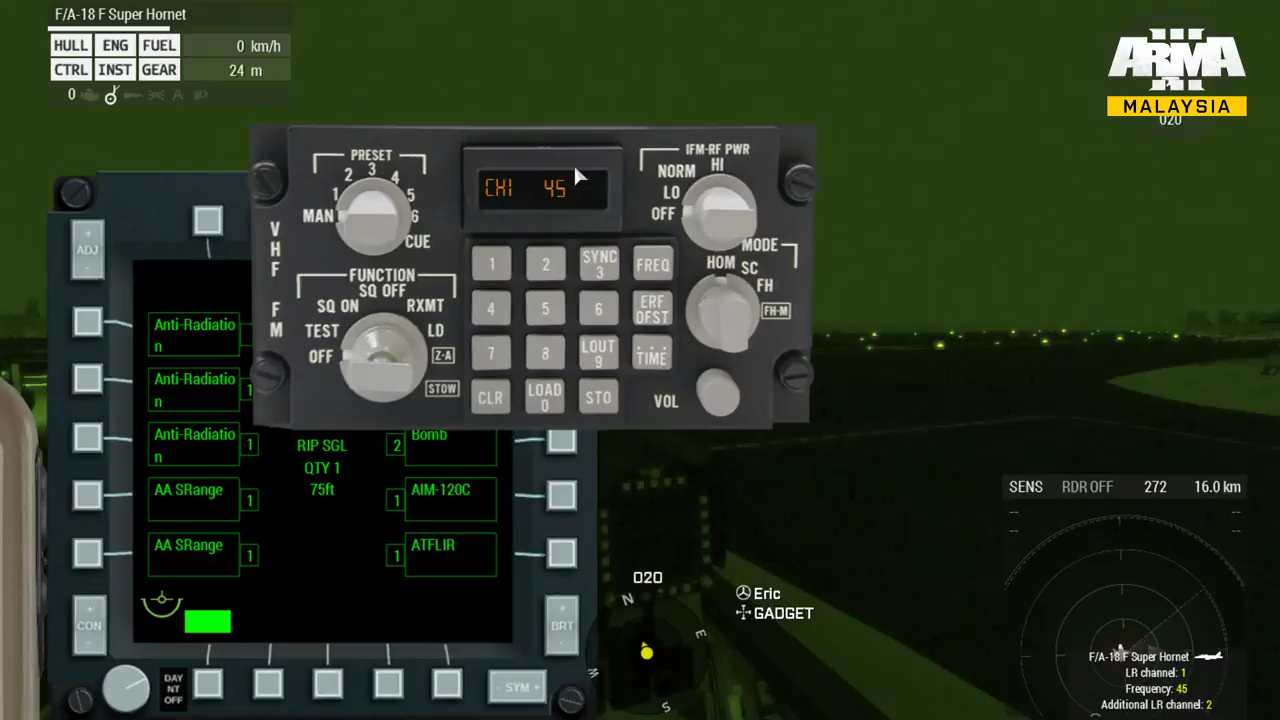 F/A-18 F Super Hornet
HULL ENG FUEL 0 km/h
CTRL INST GEAR 24 m
0 A
ARMA III
MALAYSIA
020
PRESET
MAN 1 2 3 4 5 6 CUE
VHF FM
FUNCTION
OFF TEST SQ ON SQ OFF RXMT LD
Z-A
STOW
CH1 45
1 2 SYNC 3 FREQ
4 5 6 ERF OFST
7 8 LOUT 9 TIME
CLR LOAD 0 STO
IFM-RF PWR
OFF LO NORM HI
MODE
HOM SC FH
FH-M
VOL
+ ADJ -
Anti-Radiatio
n
Anti-Radiatio
n 1
Anti-Radiatio
n 1
AA SRange 1
AA SRange 1
RIP SGL
QTY 1
75ft
2 Bomb
1 AIM-120C
1 ATFLIR
+ CON -
+ BRT -
DAY
NT
OFF
- SYM +
020
N
E
S
W
Eric
GADGET
SENS RDR OFF 272 16.0 km
F/A-18 F Super Hornet
LR channel: 1
Frequency: 45
Additional LR channel: 2